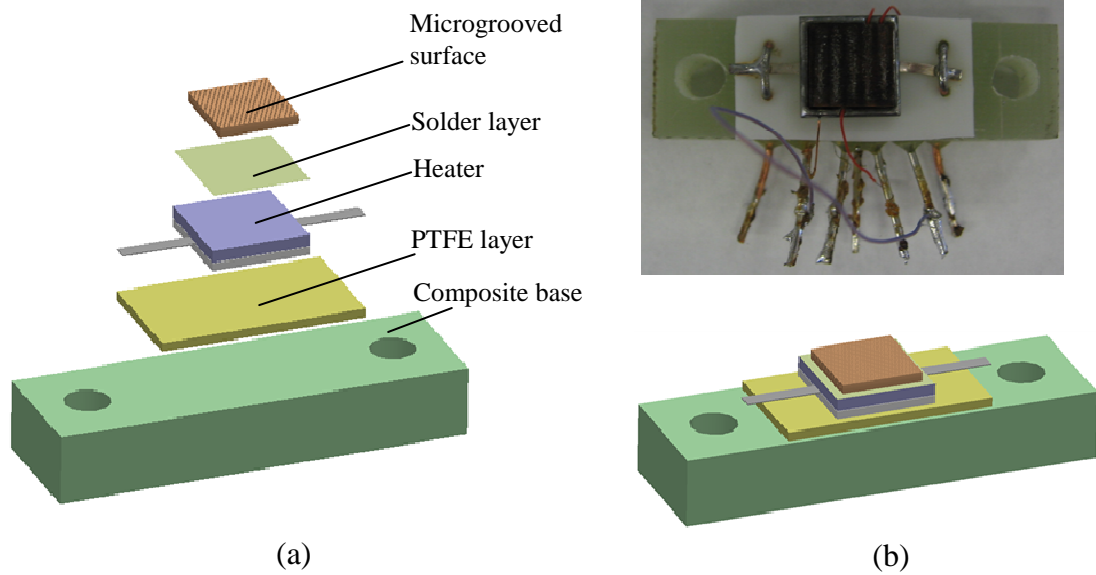 Microgrooved
surface
Solder layer
Heater
PTFE layer
Composite base
(a)
(b)